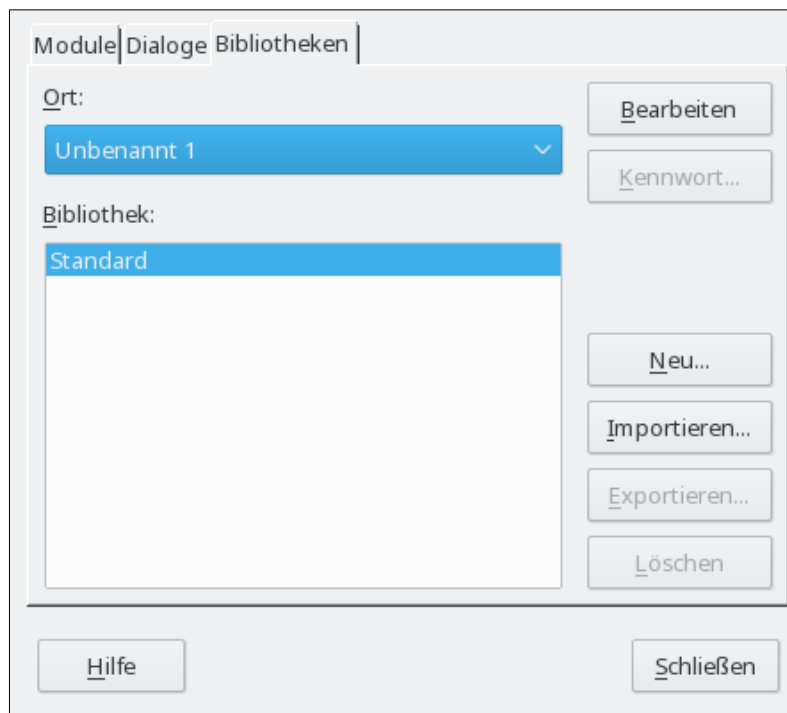 Module Dialoge Bibliotheken
Ort:
Unbenannt 1
Bibliothek:
Standard
Bearbeiten
Kennwort...
Neu...
Importieren...
Exportieren...
Löschen
Hilfe
Schließen